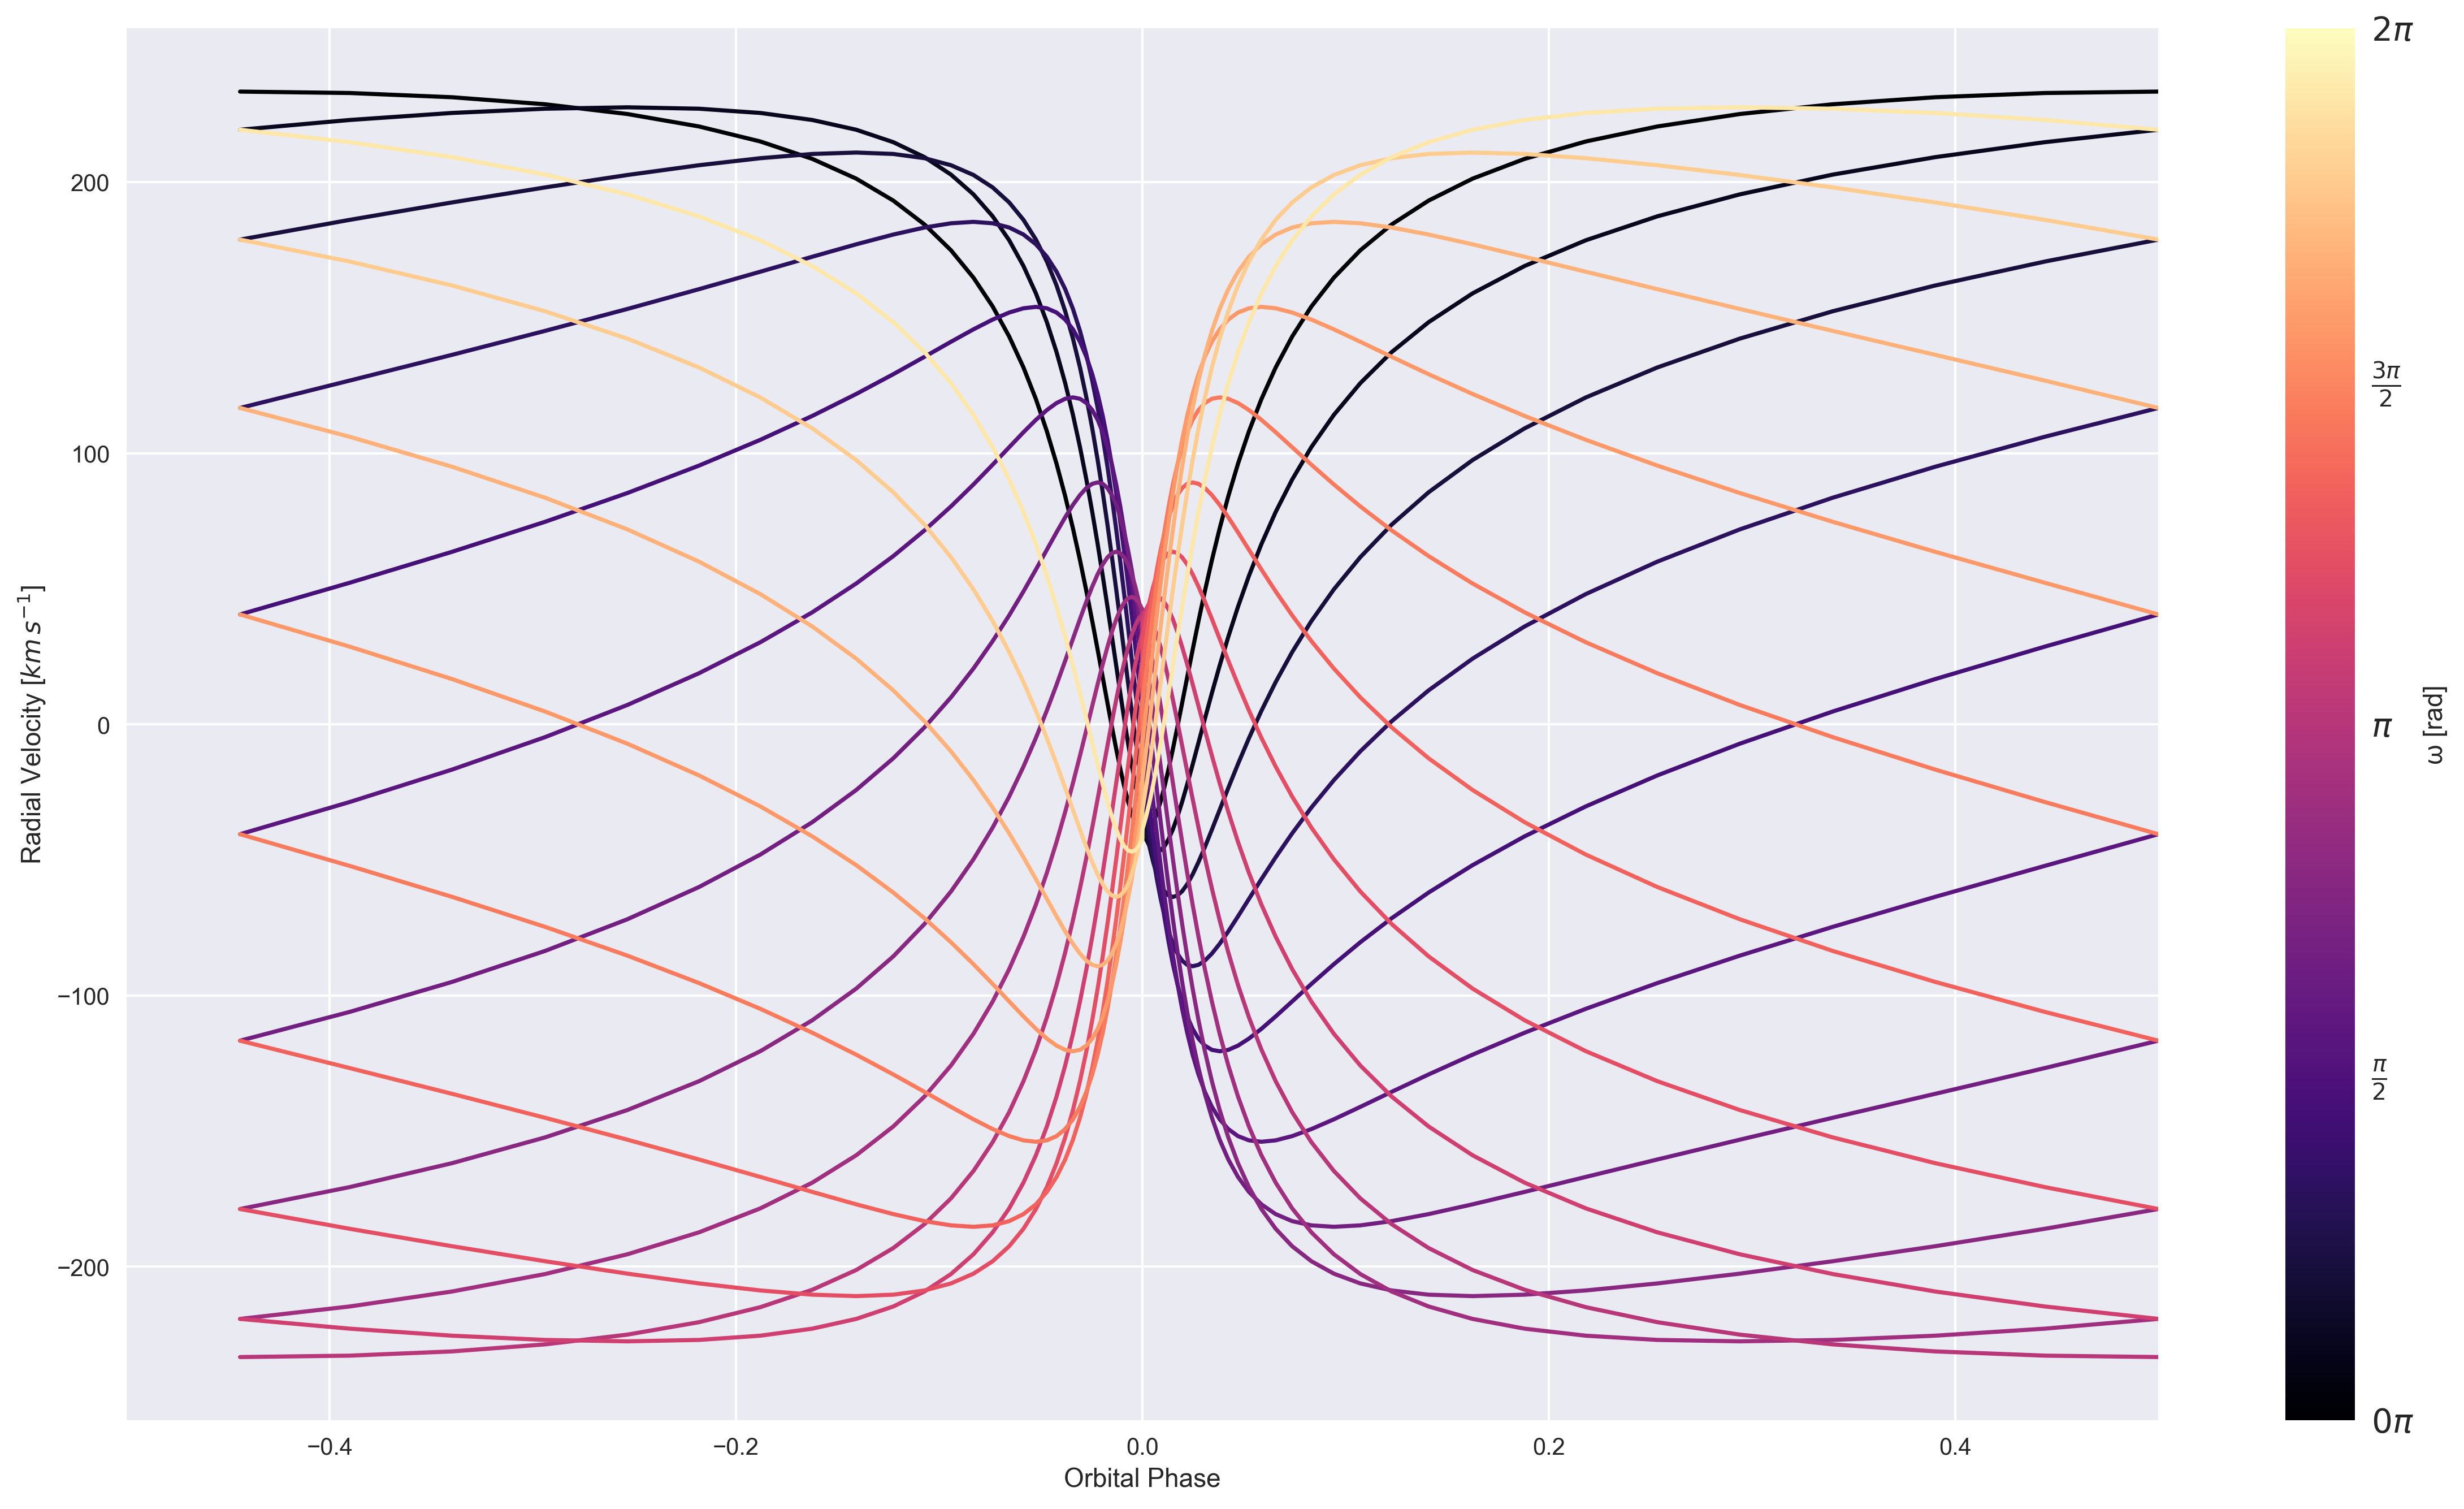 200
100
0
−100
−200
Radial Velocity [km s⁻¹]
−0.4
−0.2
0.0
0.2
0.4
Orbital Phase
2π
3π/2
π
π/2
0π
ω [rad]